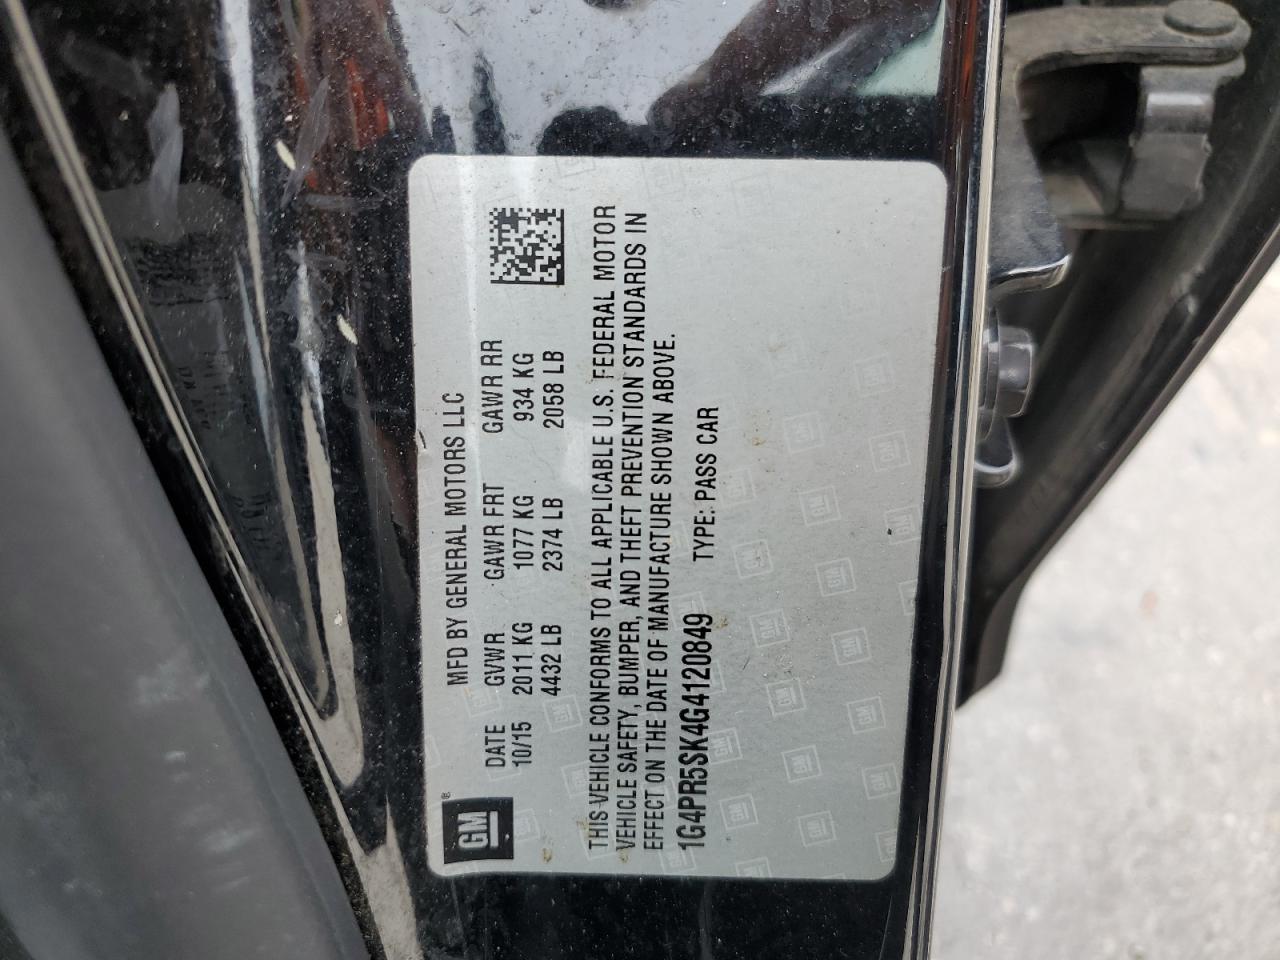 GM
MFD BY GENERAL MOTORS LLC
DATE GVWR GAWR FRT GAWR RR
10/15 2011 KG 1077 KG 934 KG
4432 LB 2374 LB 2058 LB
THIS VEHICLE CONFORMS TO ALL APPLICABLE U.S. FEDERAL MOTOR
VEHICLE SAFETY, BUMPER, AND THEFT PREVENTION STANDARDS IN
EFFECT ON THE DATE OF MANUFACTURE SHOWN ABOVE.
1G4PR5SK4G4120849 TYPE: PASS CAR